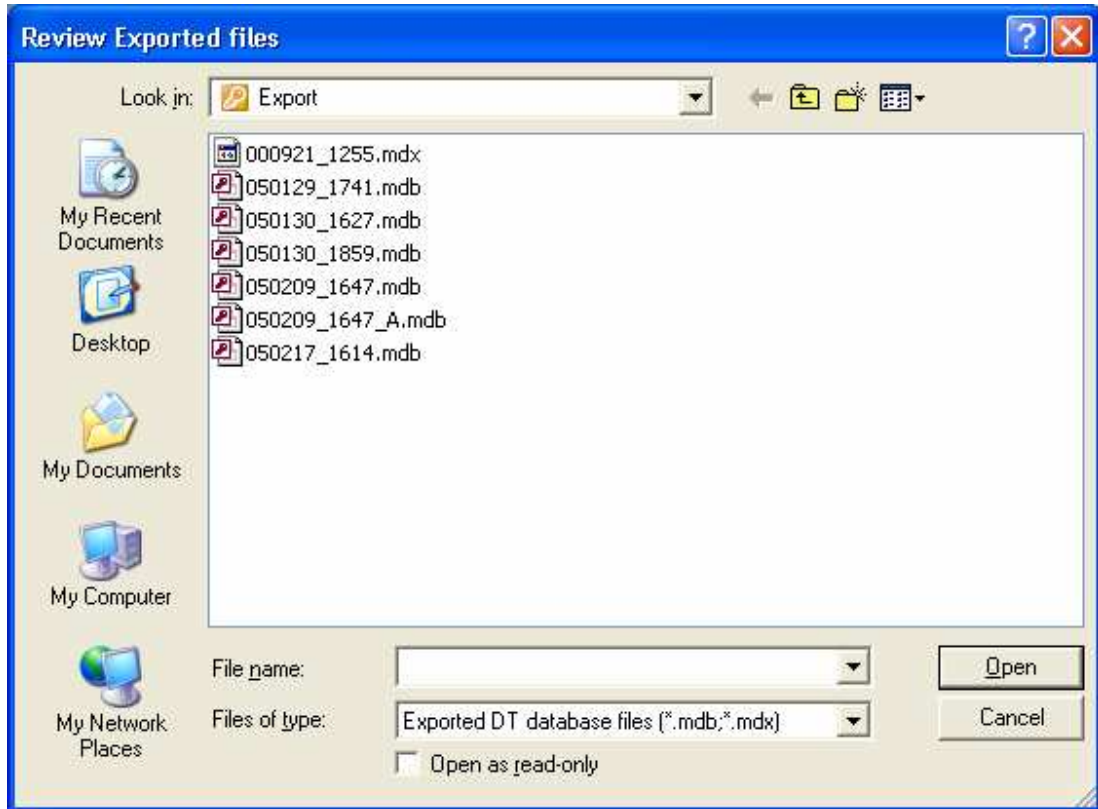 Review Exported files
Look in: Export
000921_1255.mdx
050129_1741.mdb
050130_1627.mdb
050130_1859.mdb
050209_1647.mdb
050209_1647_A.mdb
050217_1614.mdb
My Recent
Documents
Desktop
My Documents
My Computer
My Network
Places
File name:
Open
Files of type: Exported DT database files (*.mdb;*.mdx)
Cancel
Open as read-only